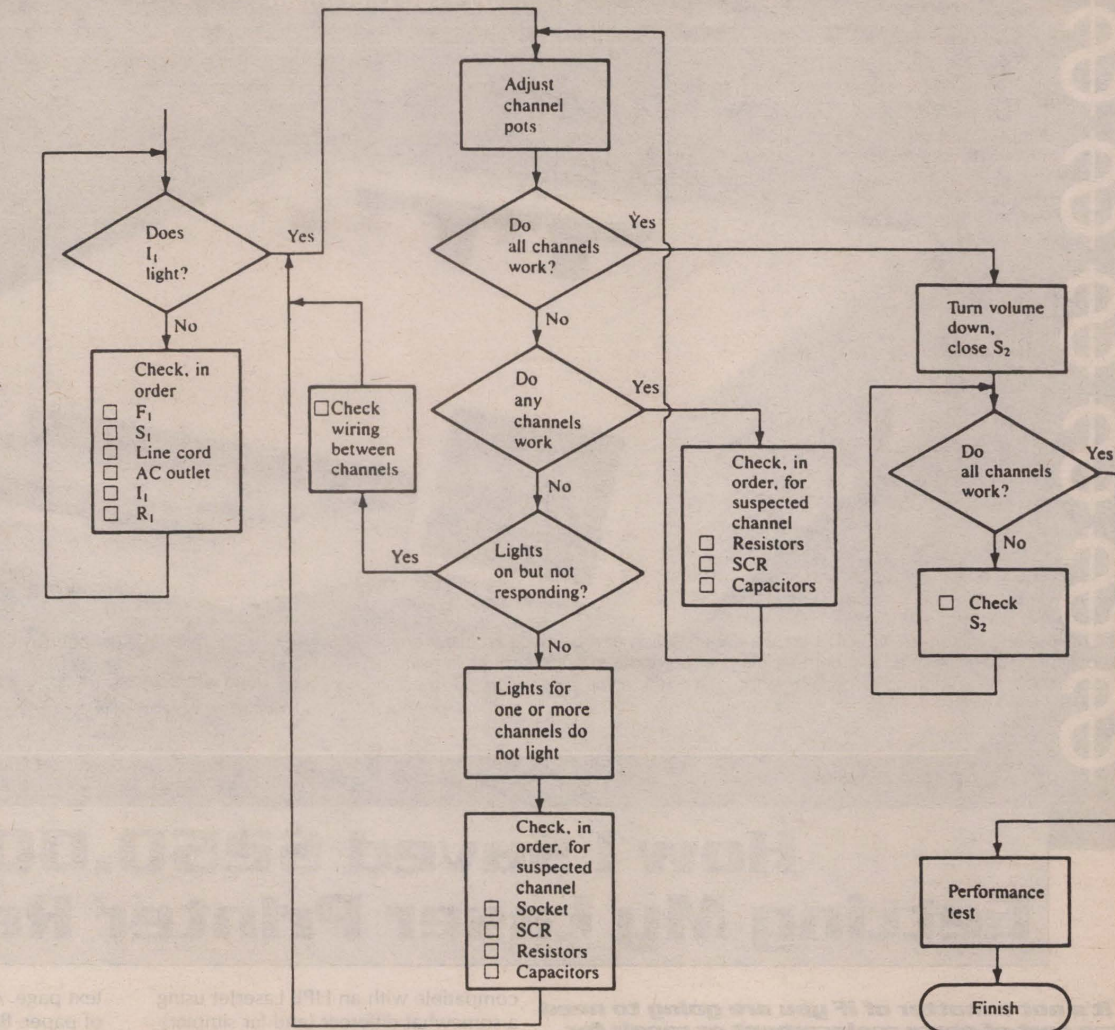 Adjust
channel
pots
Does
I₁
light?
Yes
No
Check, in
order
☐ F₁
☐ S₁
☐ Line cord
☐ AC outlet
☐ I₁
☐ R₁
Do
all channels
work?
Yes
No
Turn volume
down,
close S₂
Do
any
channels
work
Yes
No
☐ Check
wiring
between
channels
Yes
Lights
on but not
responding?
No
Check, in
order, for
suspected
channel
☐ Resistors
☐ SCR
☐ Capacitors
Do
all channels
work?
Yes
No
☐ Check
S₂
Lights for
one or more
channels do
not light
Check, in
order, for
suspected
channel
☐ Socket
☐ SCR
☐ Resistors
☐ Capacitors
Performance
test
Finish